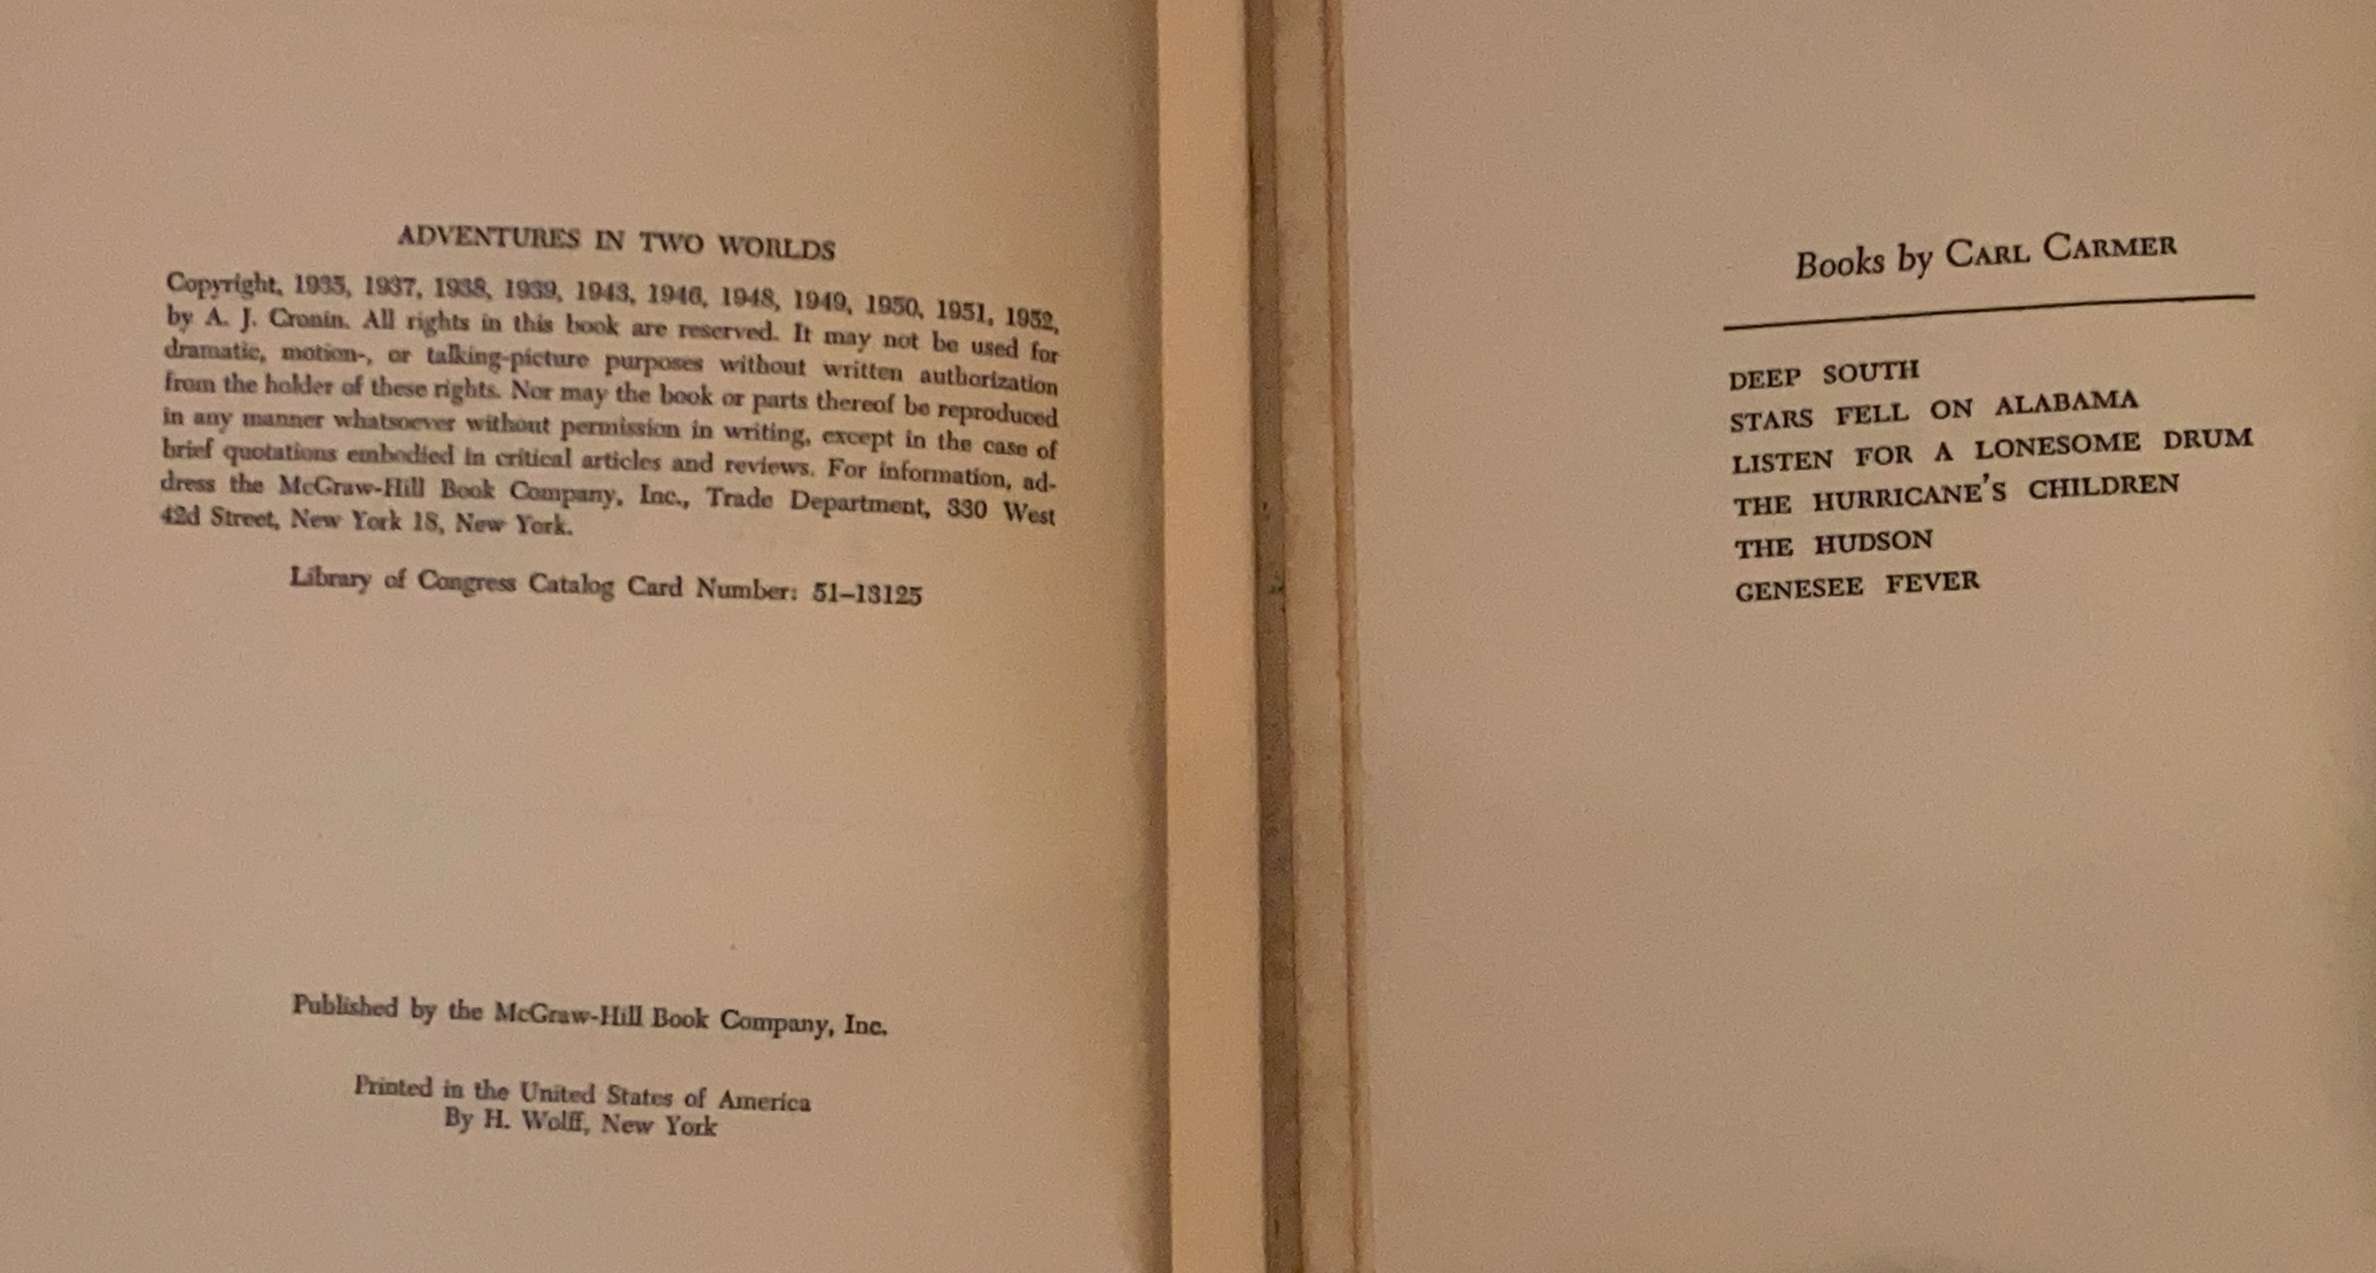 ADVENTURES IN TWO WORLDS
Copyright, 1935, 1937, 1938, 1939, 1943, 1946, 1948, 1949, 1950, 1951, 1952,
by A. J. Cronin. All rights in this book are reserved. It may not be used for
dramatic, motion-, or talking-picture purposes without written authorization
from the holder of these rights. Nor may the book or parts thereof be reproduced
in any manner whatsoever without permission in writing, except in the case of
brief quotations embodied in critical articles and reviews. For information, ad-
dress the McGraw-Hill Book Company, Inc., Trade Department, 330 West
42d Street, New York 18, New York.
Library of Congress Catalog Card Number: 51–13125
Published by the McGraw-Hill Book Company, Inc.
Printed in the United States of America
By H. Wolff, New York
Books by CARL CARMER
DEEP SOUTH
STARS FELL ON ALABAMA
LISTEN FOR A LONESOME DRUM
THE HURRICANE'S CHILDREN
THE HUDSON
GENESEE FEVER